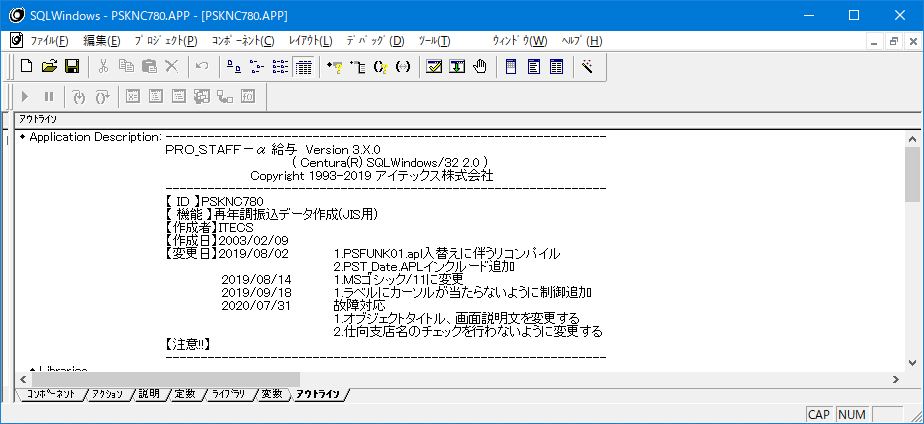 SQLWindows - PSKNC780.APP - [PSKNC780.APP]
ファイル(F) 編集(E) プロジェクト(P) コンポーネント(C) レイアウト(L) デバッグ(D) ツール(T) ウィンドウ(W) ヘルプ(H)
アウトライン
Application Description: ------------------------------------------------------------------
PRO_STAFF－α 給与 Version 3.X.0
( Centura(R) SQLWindows/32 2.0 )
Copyright 1993-2019 アイテックス株式会社
------------------------------------------------------------------
【 ID 】PSKNC780
【 機能 】再年調振込データ作成(JIS用)
【作成者】ITECS
【作成日】2003/02/09
【変更日】2019/08/02 1.PSFUNK01.apl入替えに伴うリコンパイル
2.PST_Date.APLインクルード追加
2019/08/14 1.MSゴシック/11に変更
2019/09/18 1.ラベルにカーソルが当たらないように制御追加
2020/07/31 故障対応
1.オブジェクトタイトル、画面説明文を変更する
2.仕向支店名のチェックを行わないように変更する
【注意!!】
------------------------------------------------------------------
Libraries
コンポーネント アクション 説明 定数 ライブラリ 変数 アウトライン
CAP NUM